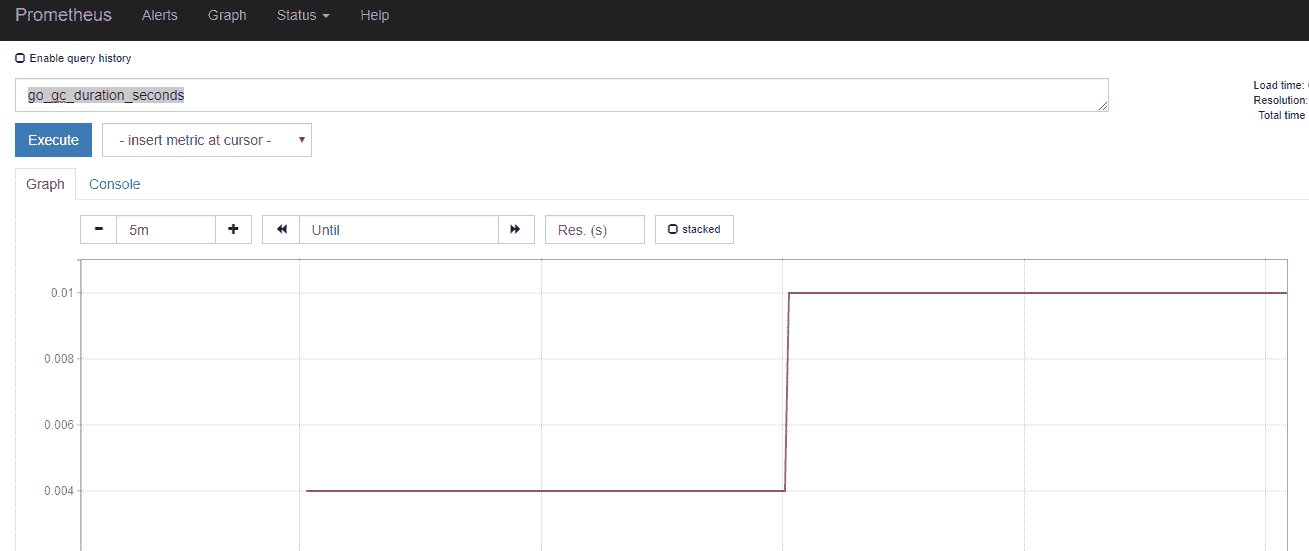 Prometheus Alerts Graph Status Help
Enable query history
go_gc_duration_seconds
Load time:
Resolution:
Total time
Execute - insert metric at cursor -
Graph Console
5m Until Res. (s) stacked
0.01
0.008
0.006
0.004